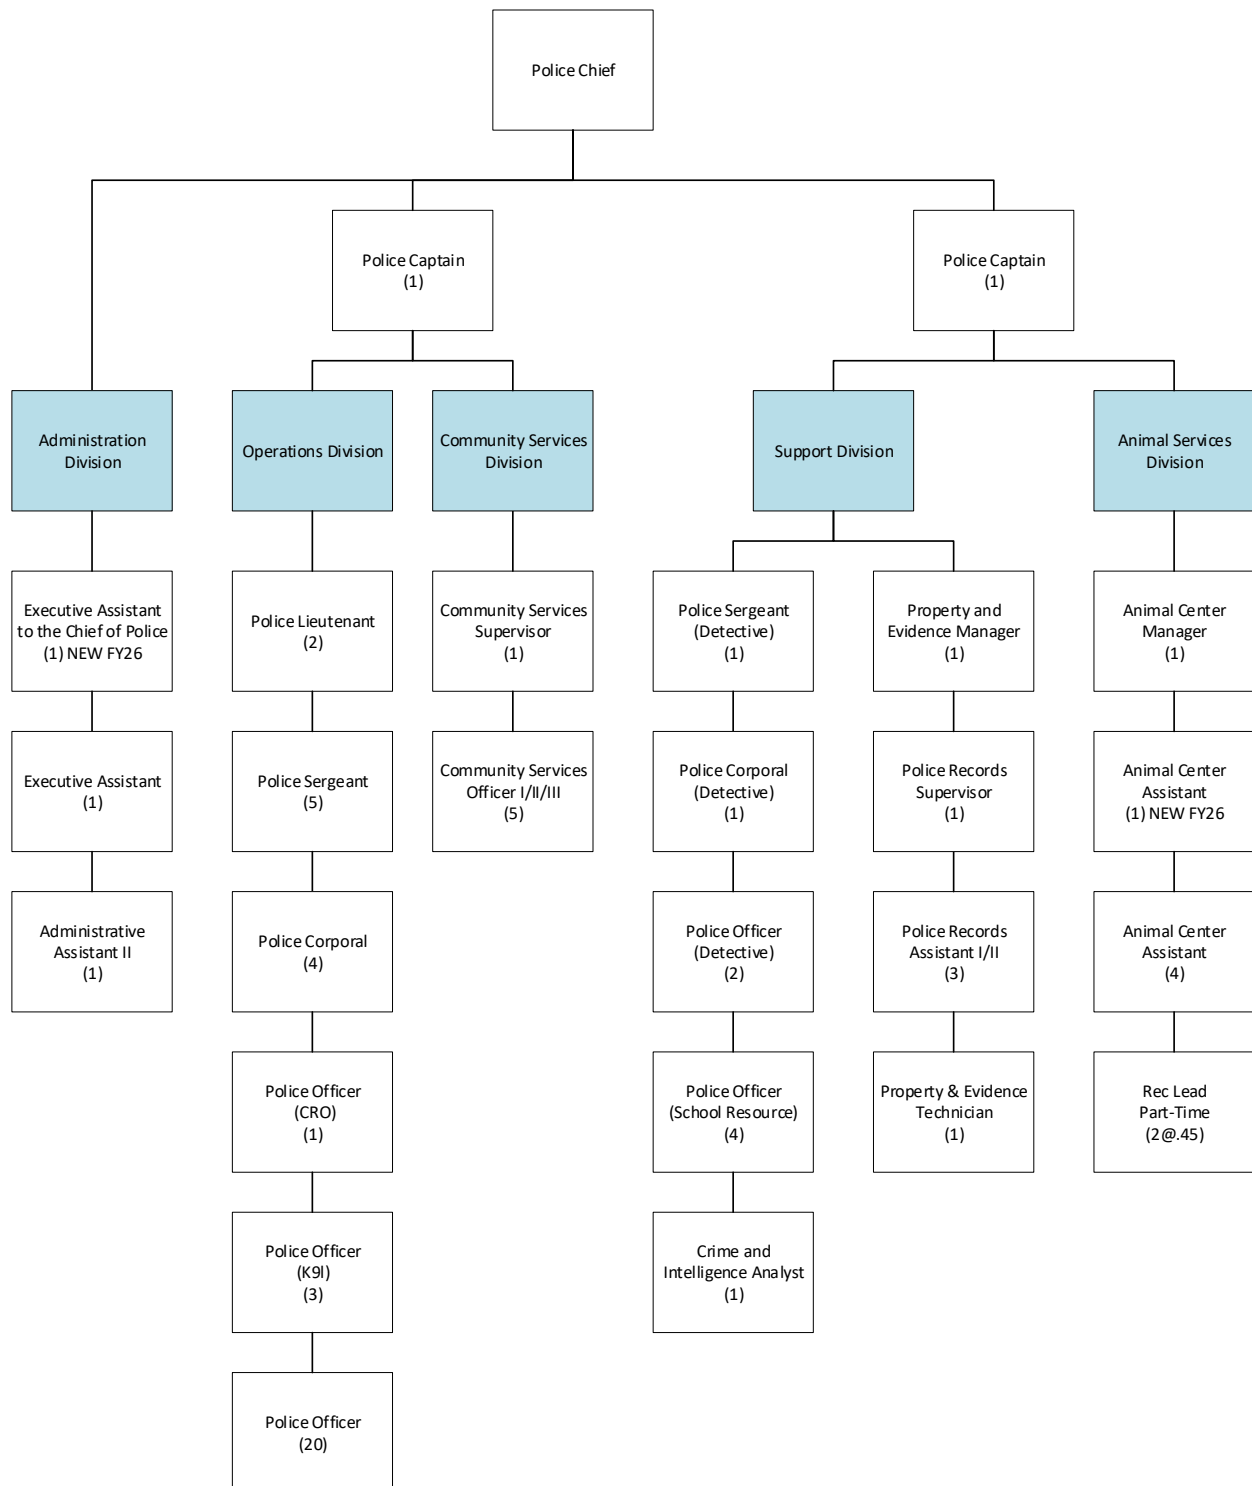 Police Chief
Police Captain
(1)
Police Captain
(1)
Administration
Division
Operations Division
Community Services
Division
Support Division
Animal Services
Division
Executive Assistant
to the Chief of Police
(1) NEW FY26
Police Lieutenant
(2)
Community Services
Supervisor
(1)
Police Sergeant
(Detective)
(1)
Property and
Evidence Manager
(1)
Animal Center
Manager
(1)
Executive Assistant
(1)
Police Sergeant
(5)
Community Services
Officer I/II/III
(5)
Police Corporal
(Detective)
(1)
Police Records
Supervisor
(1)
Animal Center
Assistant
(1) NEW FY26
Administrative
Assistant II
(1)
Police Corporal
(4)
Police Officer
(Detective)
(2)
Police Records
Assistant I/II
(3)
Animal Center
Assistant
(4)
Police Officer
(CRO)
(1)
Police Officer
(School Resource)
(4)
Property & Evidence
Technician
(1)
Rec Lead
Part-Time
(2@.45)
Police Officer
(K9l)
(3)
Crime and
Intelligence Analyst
(1)
Police Officer
(20)